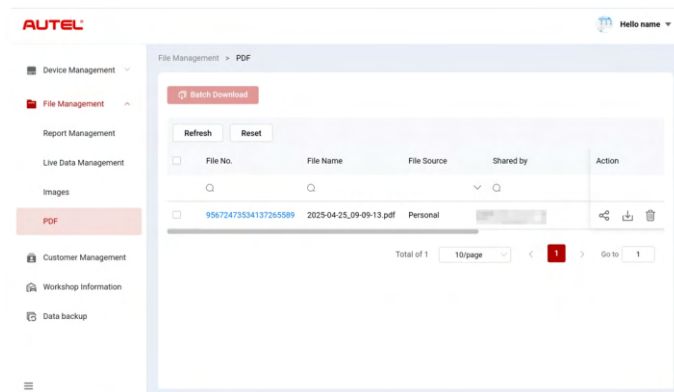 AUTEL
Hello name
File Management > PDF
Device Management
File Management
Report Management
Live Data Management
Images
PDF
Customer Management
Workshop Information
Data backup
Batch Download
Refresh Reset
File No. File Name File Source Shared by Action
95672473534137265589 2025-04-25_09-09-13.pdf Personal
Total of 1 10/page < 1 > Go to 1